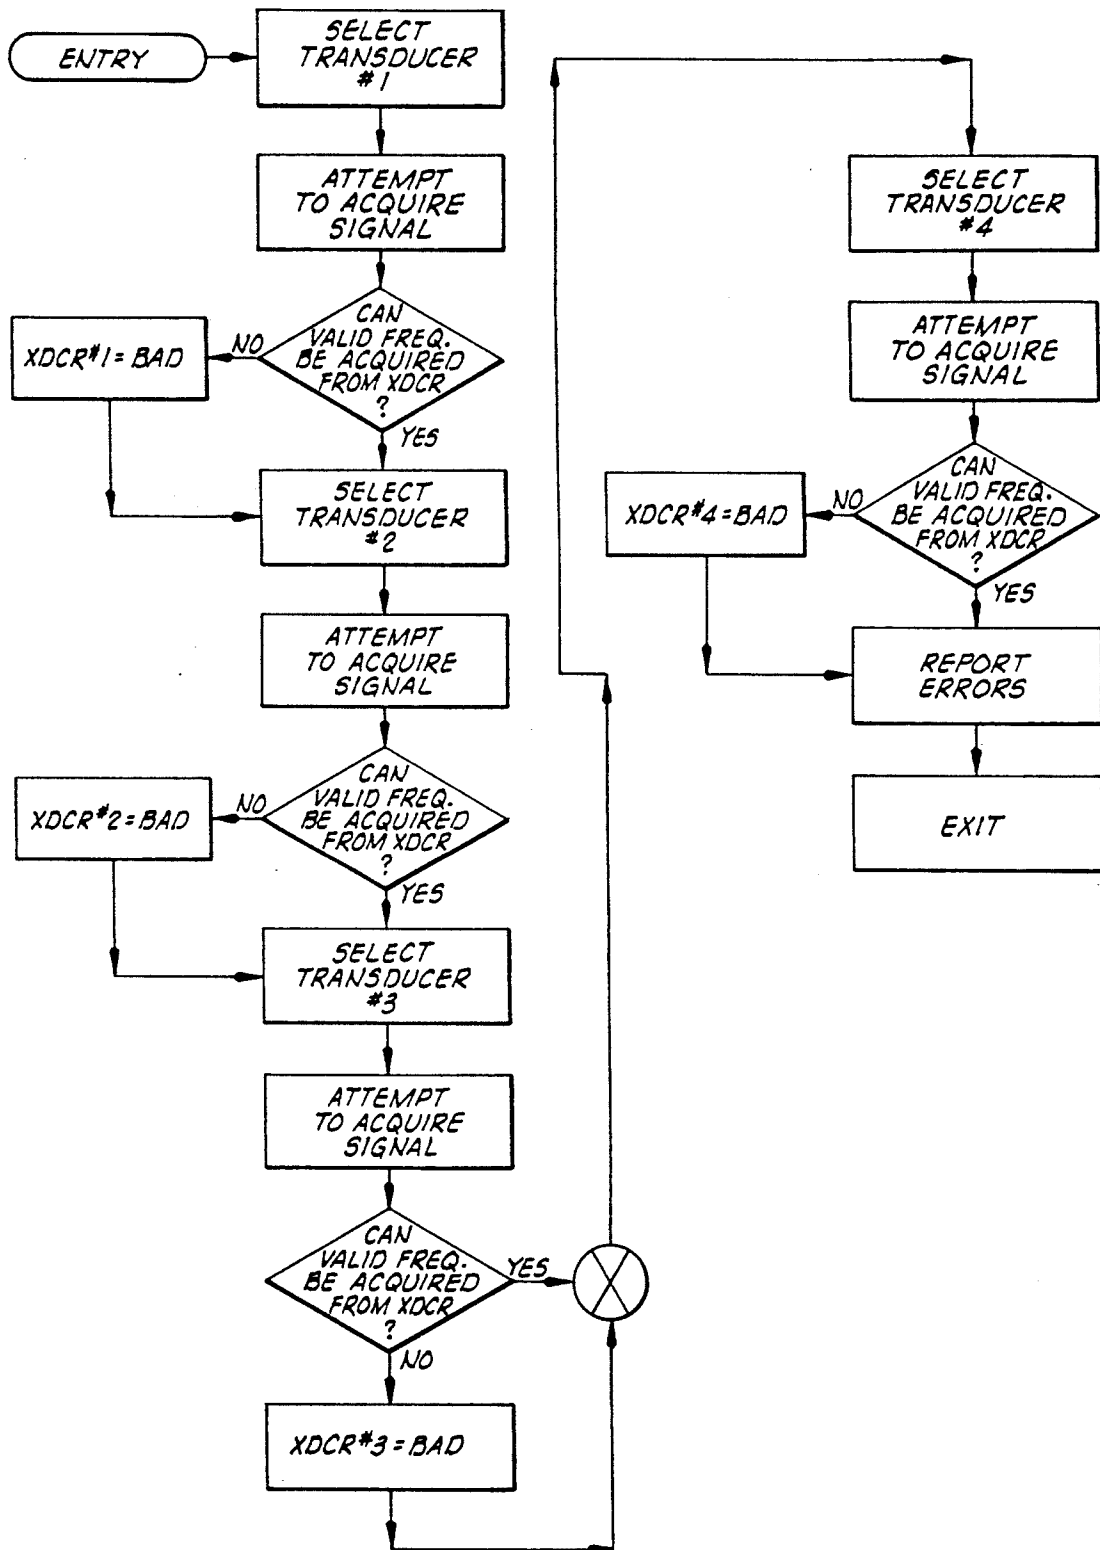 ENTRY
SELECT
TRANSDUCER
#1
ATTEMPT
TO ACQUIRE
SIGNAL
CAN
VALID FREQ.
BE ACQUIRED
FROM XDCR
?
NO
XDCR#1=BAD
YES
SELECT
TRANSDUCER
#2
ATTEMPT
TO ACQUIRE
SIGNAL
CAN
VALID FREQ.
BE ACQUIRED
FROM XDCR
?
NO
XDCR#2=BAD
YES
SELECT
TRANSDUCER
#3
ATTEMPT
TO ACQUIRE
SIGNAL
CAN
VALID FREQ.
BE ACQUIRED
FROM XDCR
?
YES
NO
XDCR#3=BAD
SELECT
TRANSDUCER
#4
ATTEMPT
TO ACQUIRE
SIGNAL
CAN
VALID FREQ.
BE ACQUIRED
FROM XDCR
?
NO
XDCR#4=BAD
YES
REPORT
ERRORS
EXIT